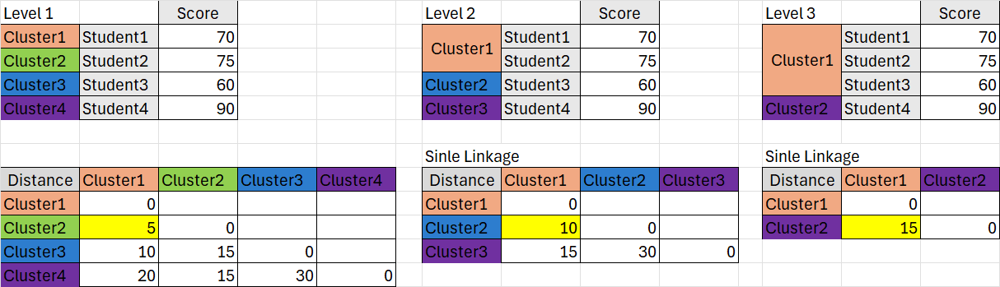 Level 1 Score Level 2 Score Level 3 Score
Cluster1 Student1 70 Cluster1 Student1 70 Cluster1 Student1 70
Cluster2 Student2 75 Student2 75 Student2 75
Cluster3 Student3 60 Cluster2 Student3 60 Student3 60
Cluster4 Student4 90 Cluster3 Student4 90 Cluster2 Student4 90
Sinle Linkage Sinle Linkage
Distance Cluster1 Cluster2 Cluster3 Cluster4 Distance Cluster1 Cluster2 Cluster3 Distance Cluster1 Cluster2
Cluster1 0 Cluster1 0 Cluster1 0
Cluster2 5 0 Cluster2 10 0 Cluster2 15 0
Cluster3 10 15 0 Cluster3 15 30 0
Cluster4 20 15 30 0